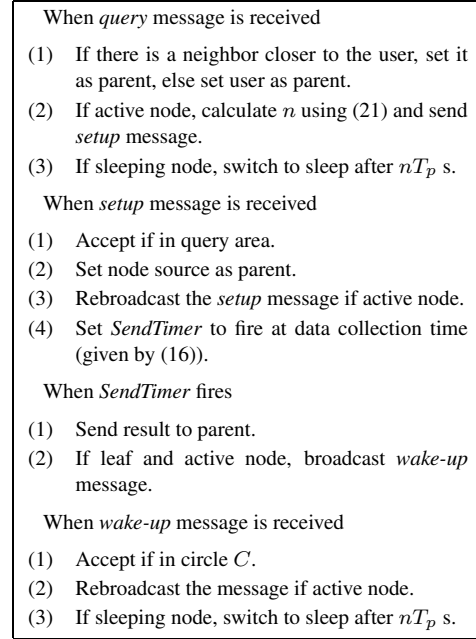 When query message is received
(1) If there is a neighbor closer to the user, set it
as parent, else set user as parent.
(2) If active node, calculate n using (21) and send
setup message.
(3) If sleeping node, switch to sleep after nTp s.
When setup message is received
(1) Accept if in query area.
(2) Set node source as parent.
(3) Rebroadcast the setup message if active node.
(4) Set SendTimer to fire at data collection time
(given by (16)).
When SendTimer fires
(1) Send result to parent.
(2) If leaf and active node, broadcast wake-up
message.
When wake-up message is received
(1) Accept if in circle C.
(2) Rebroadcast the message if active node.
(3) If sleeping node, switch to sleep after nTp s.